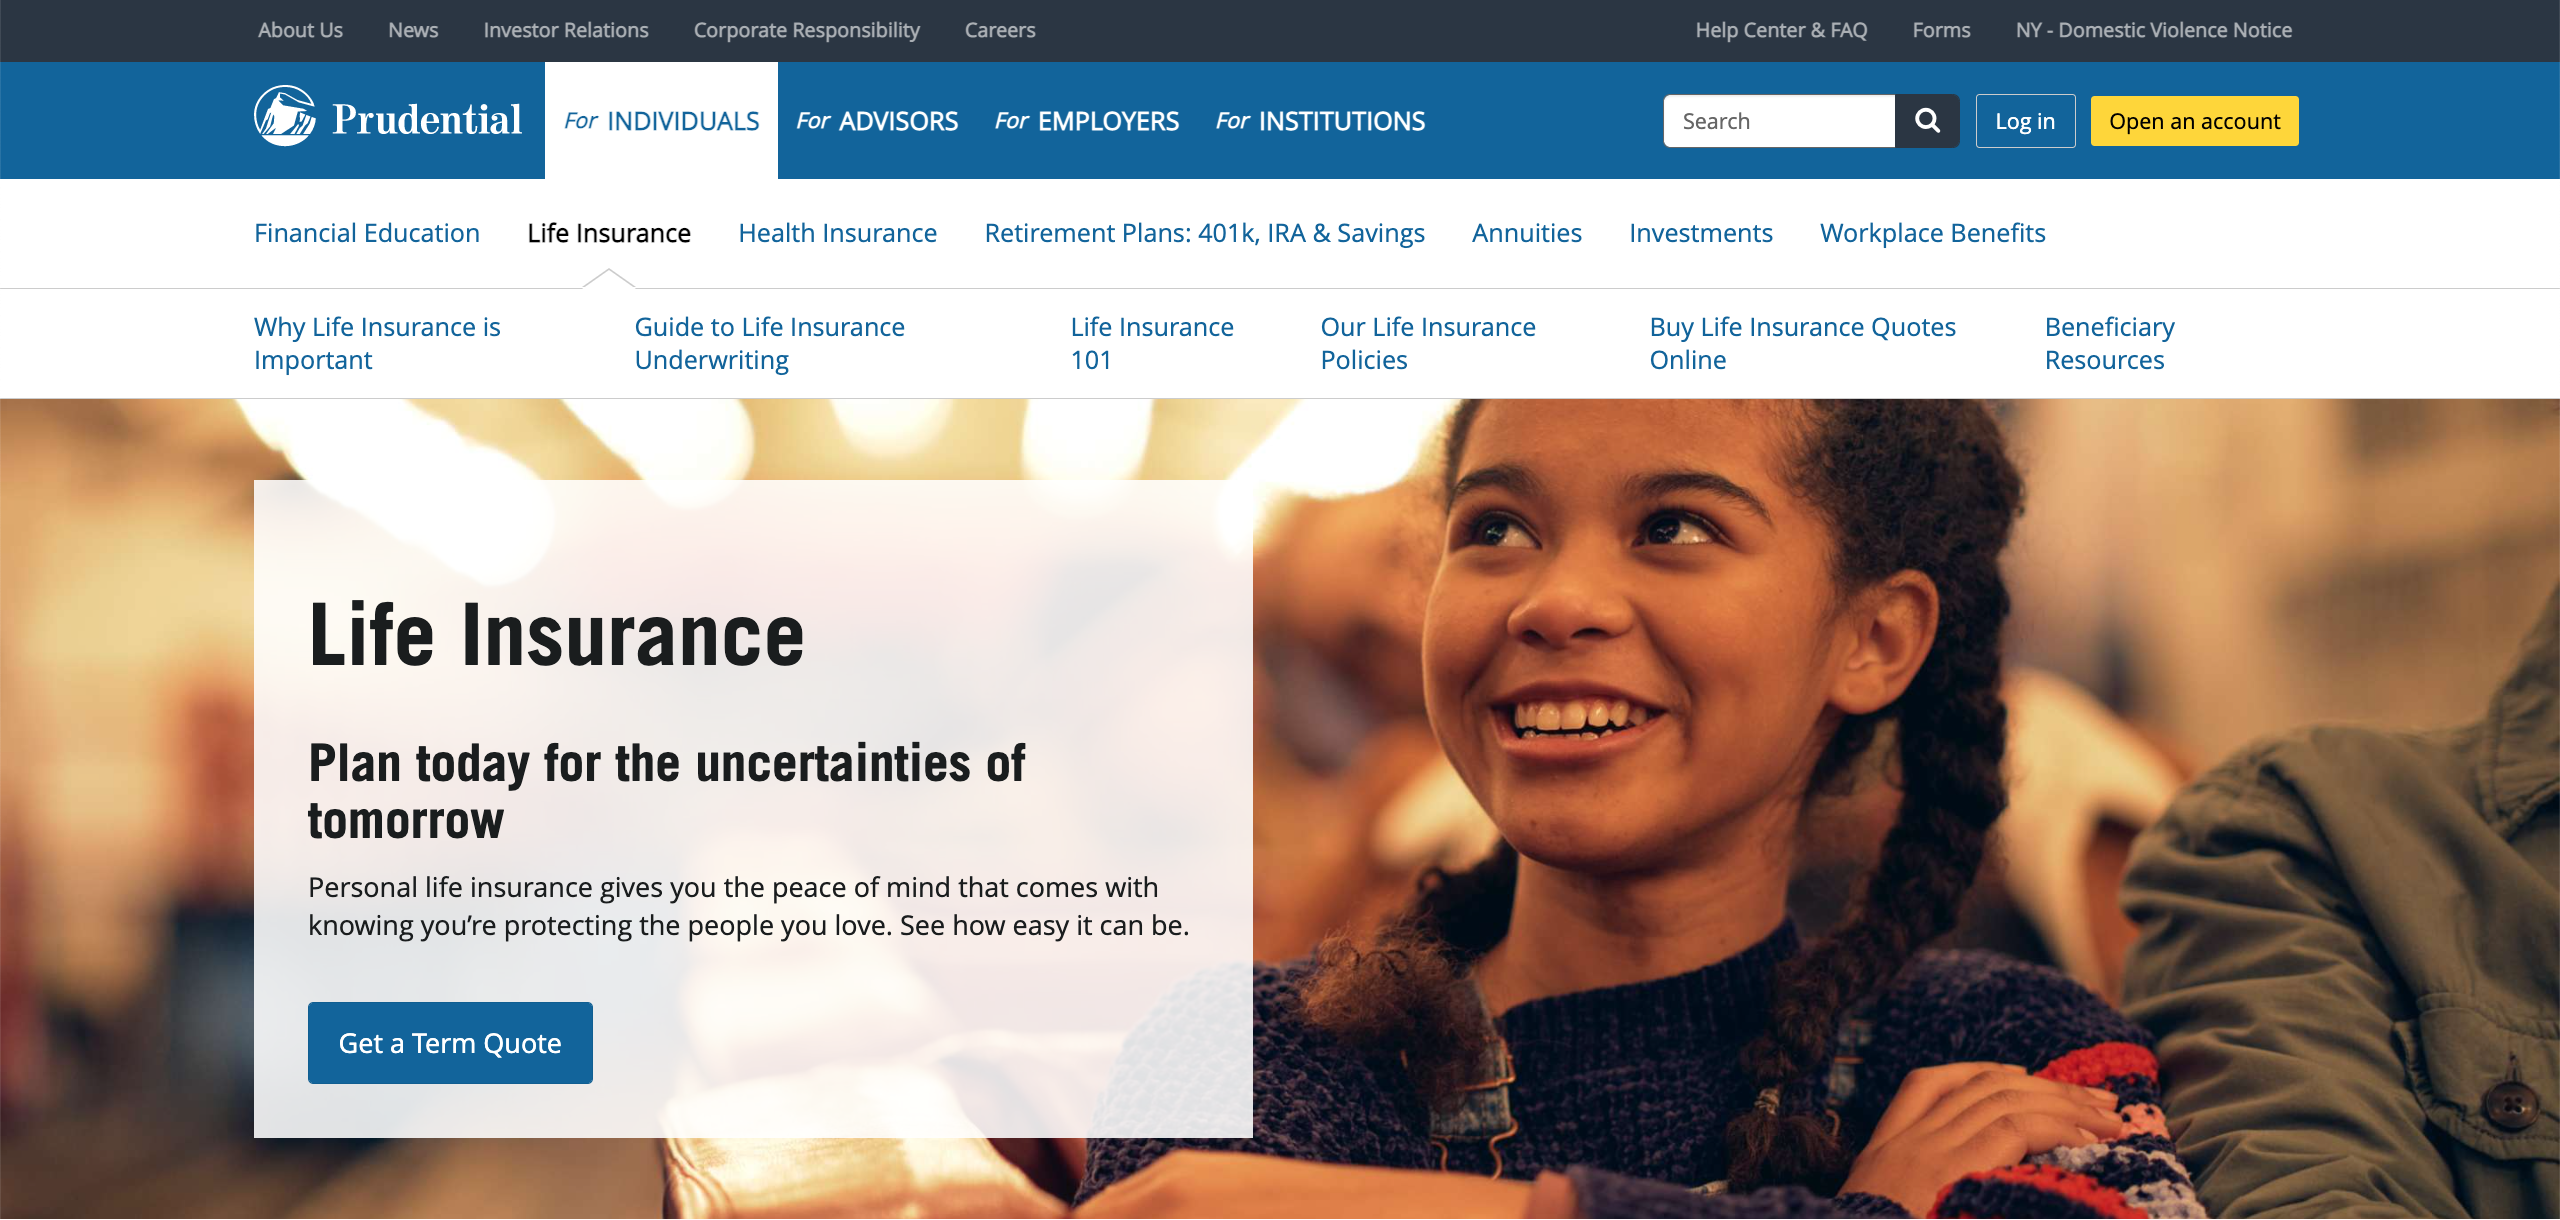 About Us News Investor Relations Corporate Responsibility Careers Help Center & FAQ Forms NY - Domestic Violence Notice
Prudential For INDIVIDUALS For ADVISORS For EMPLOYERS For INSTITUTIONS Search Log in Open an account
Financial Education Life Insurance Health Insurance Retirement Plans: 401k, IRA & Savings Annuities Investments Workplace Benefits
Why Life Insurance is
Important
Guide to Life Insurance
Underwriting
Life Insurance
101
Our Life Insurance
Policies
Buy Life Insurance Quotes
Online
Beneficiary
Resources
Life Insurance
Plan today for the uncertainties of
tomorrow
Personal life insurance gives you the peace of mind that comes with
knowing you’re protecting the people you love. See how easy it can be.
Get a Term Quote